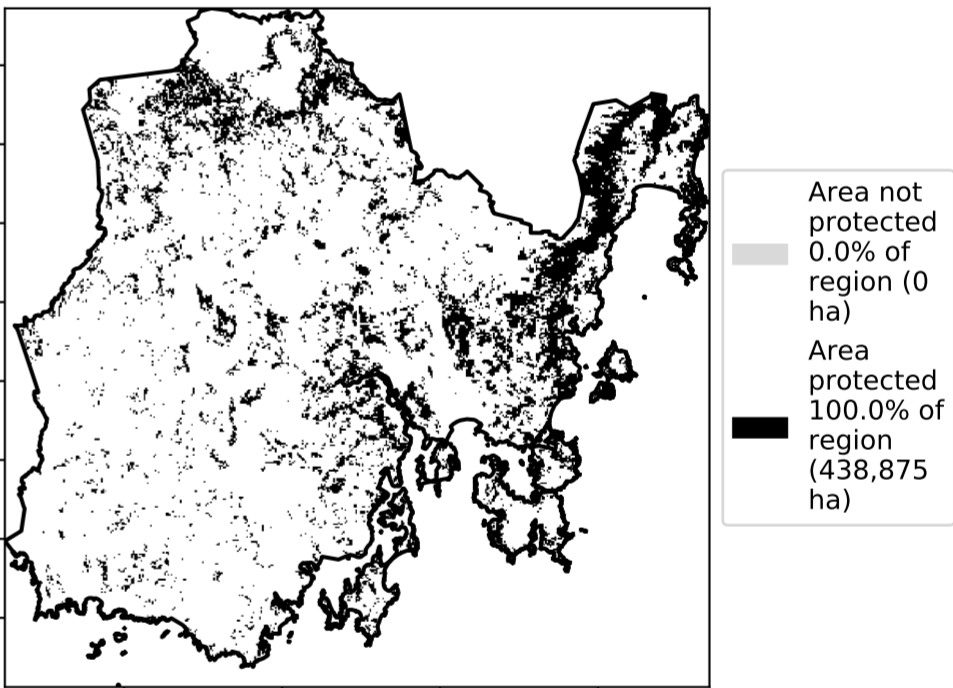 Area not
protected
0.0% of
region (0
ha)
Area
protected
100.0% of
region
(438,875
ha)